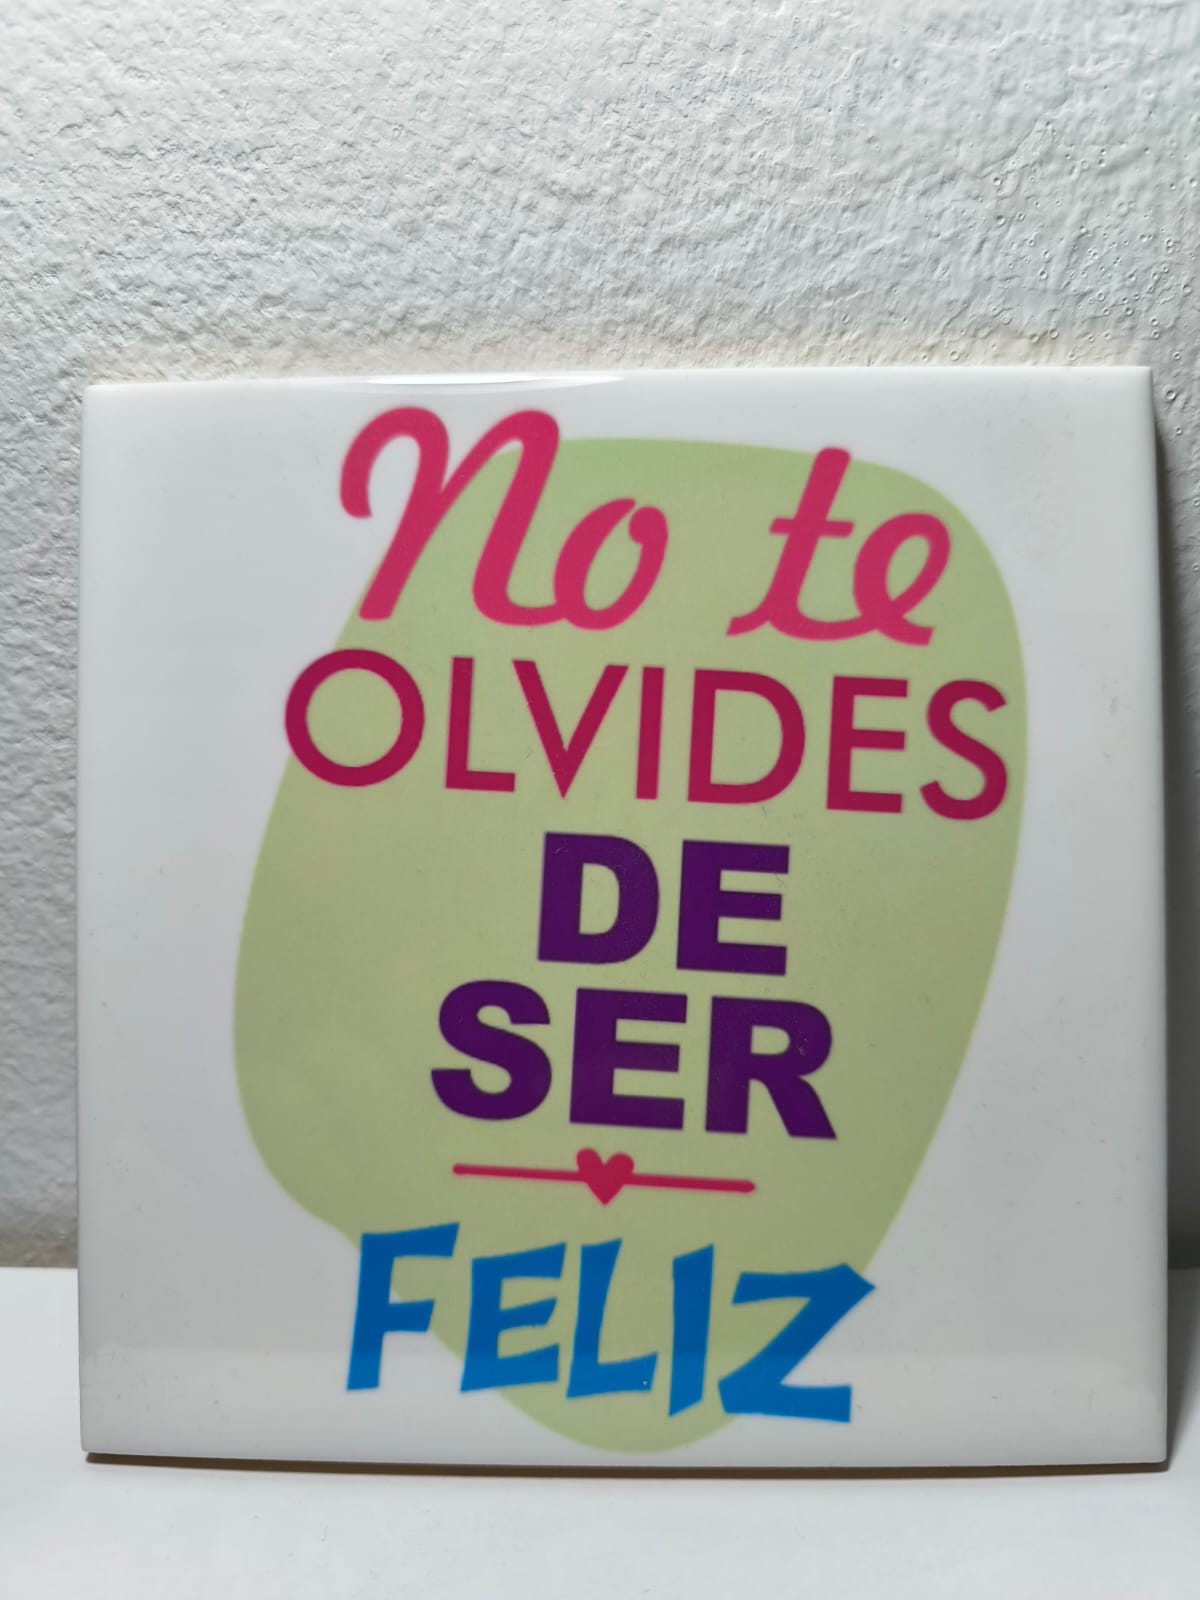 No te
OLVIDES
DE
SER
FELIZ